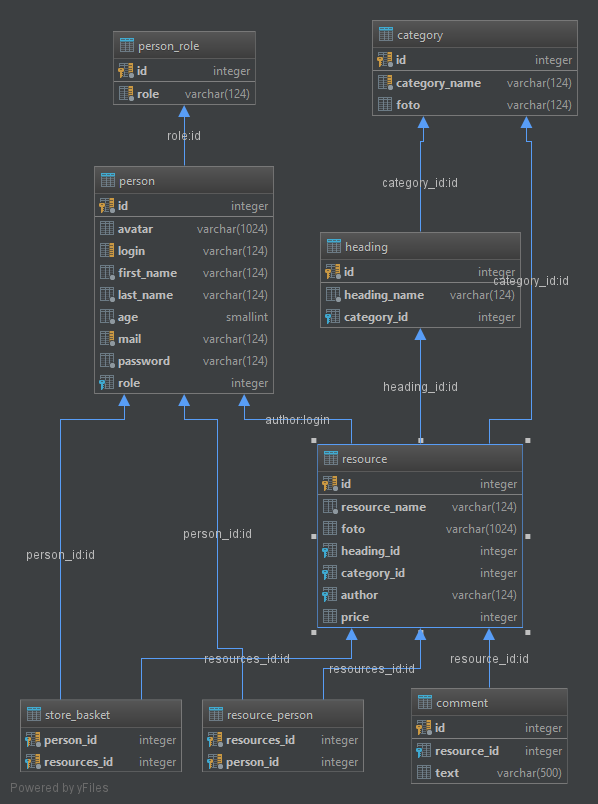 person_role
id integer
role varchar(124)
category
id integer
category_name varchar(124)
foto varchar(124)
role:id
person
id integer
avatar varchar(1024)
login varchar(124)
first_name varchar(124)
last_name varchar(124)
age smallint
mail varchar(124)
password varchar(124)
role integer
category_id:id
heading
id integer
heading_name varchar(124)
category_id integer
category_id:id
heading_id:id
author:login
resource
id integer
resource_name varchar(124)
foto varchar(1024)
heading_id integer
category_id integer
author varchar(124)
price integer
person_id:id
person_id:id
resources_id:id
resources_id:id
resource_id:id
store_basket
person_id integer
resources_id integer
resource_person
resources_id integer
person_id integer
comment
id integer
resource_id integer
text varchar(500)
Powered by yFiles